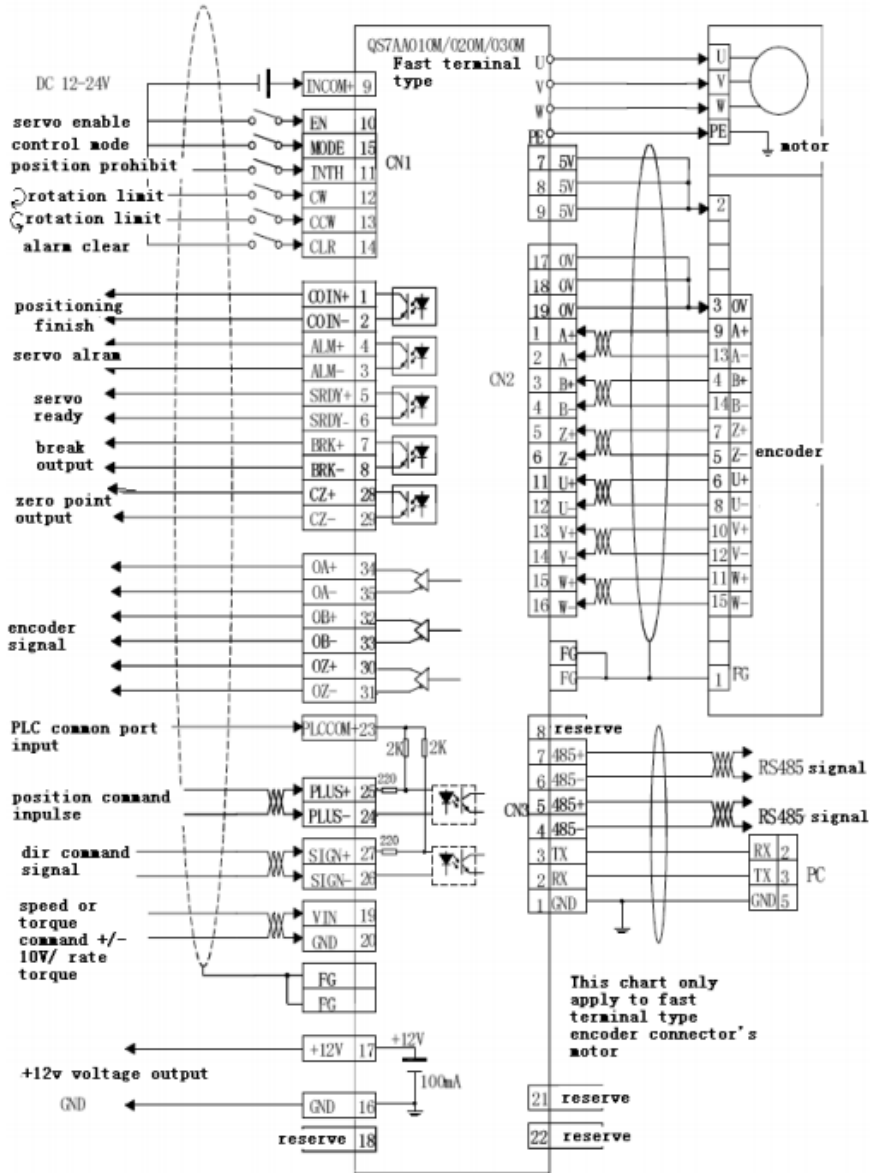 QS7AA010M/020M/030M
Fast terminal
type
DC 12-24V
INCOM+ 9
servo enable
EN 10
control mode
MODE 15
position prohibit
INTH 11
rotation limit
CW 12
rotation limit
CCW 13
alarm clear
CLR 14
CN1
positioning
finish
COIN+ 1
COIN- 2
servo alram
ALM+ 4
ALM- 3
servo
ready
SRDY+ 5
SRDY- 6
break
output
BRK+ 7
BRK- 8
zero point
output
CZ+ 28
CZ- 29
encoder
signal
OA+ 34
OA- 35
OB+ 32
OB- 33
OZ+ 30
OZ- 31
PLC common port
input
PLCCOM+ 23
2K 2K
position command
inpulse
PLUS+ 25 220
PLUS- 24
dir command
signal
SIGN+ 27 220
SIGN- 26
speed or
torque
command +/-
10V/ rate
torque
VIN 19
GND 20
FG
FG
+12V 17 +12V
100mA
+12v voltage output
GND
GND 16
reserve 18
U U
V V
W W
PE PE
motor
7 5V
8 5V
9 5V
2
17 0V
18 0V
19 0V
3 0V
CN2
1 A+ 9 A+
2 A- 13 A-
3 B+ 4 B+
4 B- 14 B-
5 Z+ 7 Z+
6 Z- 5 Z-
11 U+ 6 U+
12 U- 8 U-
13 V+ 10 V+
14 V- 12 V-
15 W+ 11 W+
16 W- 15 W-
encoder
FG
FG
1 FG
CN3
8 reserve
7 485+
6 485-
RS485 signal
5 485+
4 485-
RS485 signal
3 TX RX 2
2 RX TX 3
1 GND GND 5
PC
This chart only
apply to fast
terminal type
encoder connector's
motor
21 reserve
22 reserve